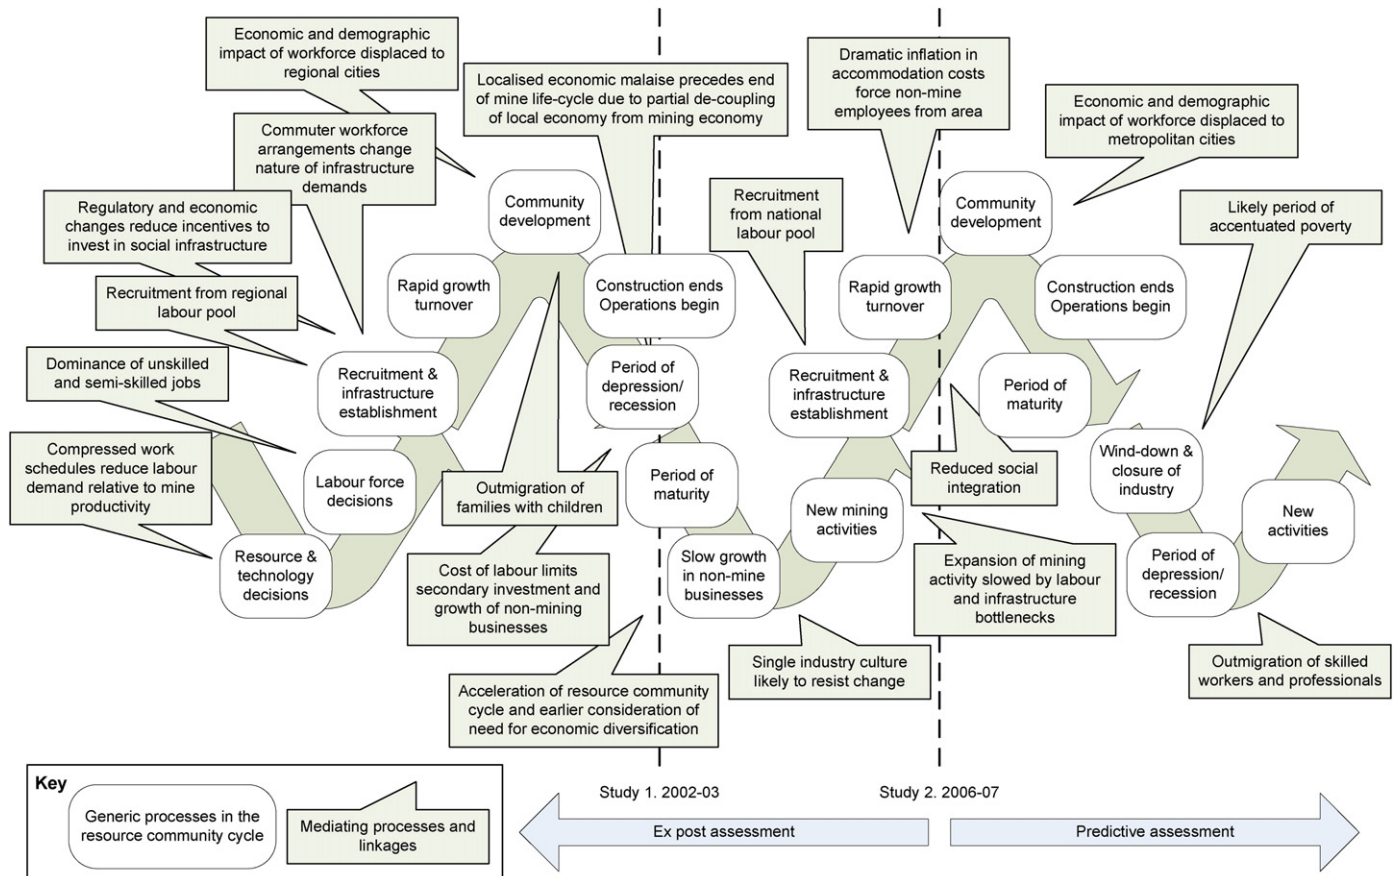 Economic and demographic
impact of workforce displaced to
regional cities
Localised economic malaise precedes end
of mine life-cycle due to partial de-coupling
of local economy from mining economy
Dramatic inflation in
accommodation costs
force non-mine
employees from area
Economic and demographic
impact of workforce displaced to
metropolitan cities
Commuter workforce
arrangements change
nature of infrastructure
demands
Regulatory and economic
changes reduce incentives to
invest in social infrastructure
Community
development
Recruitment
from national
labour pool
Community
development
Likely period of
accentuated poverty
Recruitment from regional
labour pool
Rapid growth
turnover
Construction ends
Operations begin
Rapid growth
turnover
Construction ends
Operations begin
Dominance of unskilled
and semi-skilled jobs
Recruitment &
infrastructure
establishment
Period of
depression/
recession
Recruitment &
infrastructure
establishment
Period of
maturity
Compressed work
schedules reduce labour
demand relative to mine
productivity
Labour force
decisions
Outmigration of
families with children
Period of
maturity
New mining
activities
Reduced social
integration
Wind-down &
closure of
industry
New
activities
Resource &
technology
decisions
Cost of labour limits
secondary investment and
growth of non-mining
businesses
Slow growth
in non-mine
businesses
Expansion of mining
activity slowed by labour
and infrastructure
bottlenecks
Period of
depression/
recession
Acceleration of resource community
cycle and earlier consideration of
need for economic diversification
Single industry culture
likely to resist change
Outmigration of skilled
workers and professionals
Key
Generic processes in the
resource community cycle
Mediating processes and
linkages
Study 1. 2002-03
Study 2. 2006-07
Ex post assessment
Predictive assessment